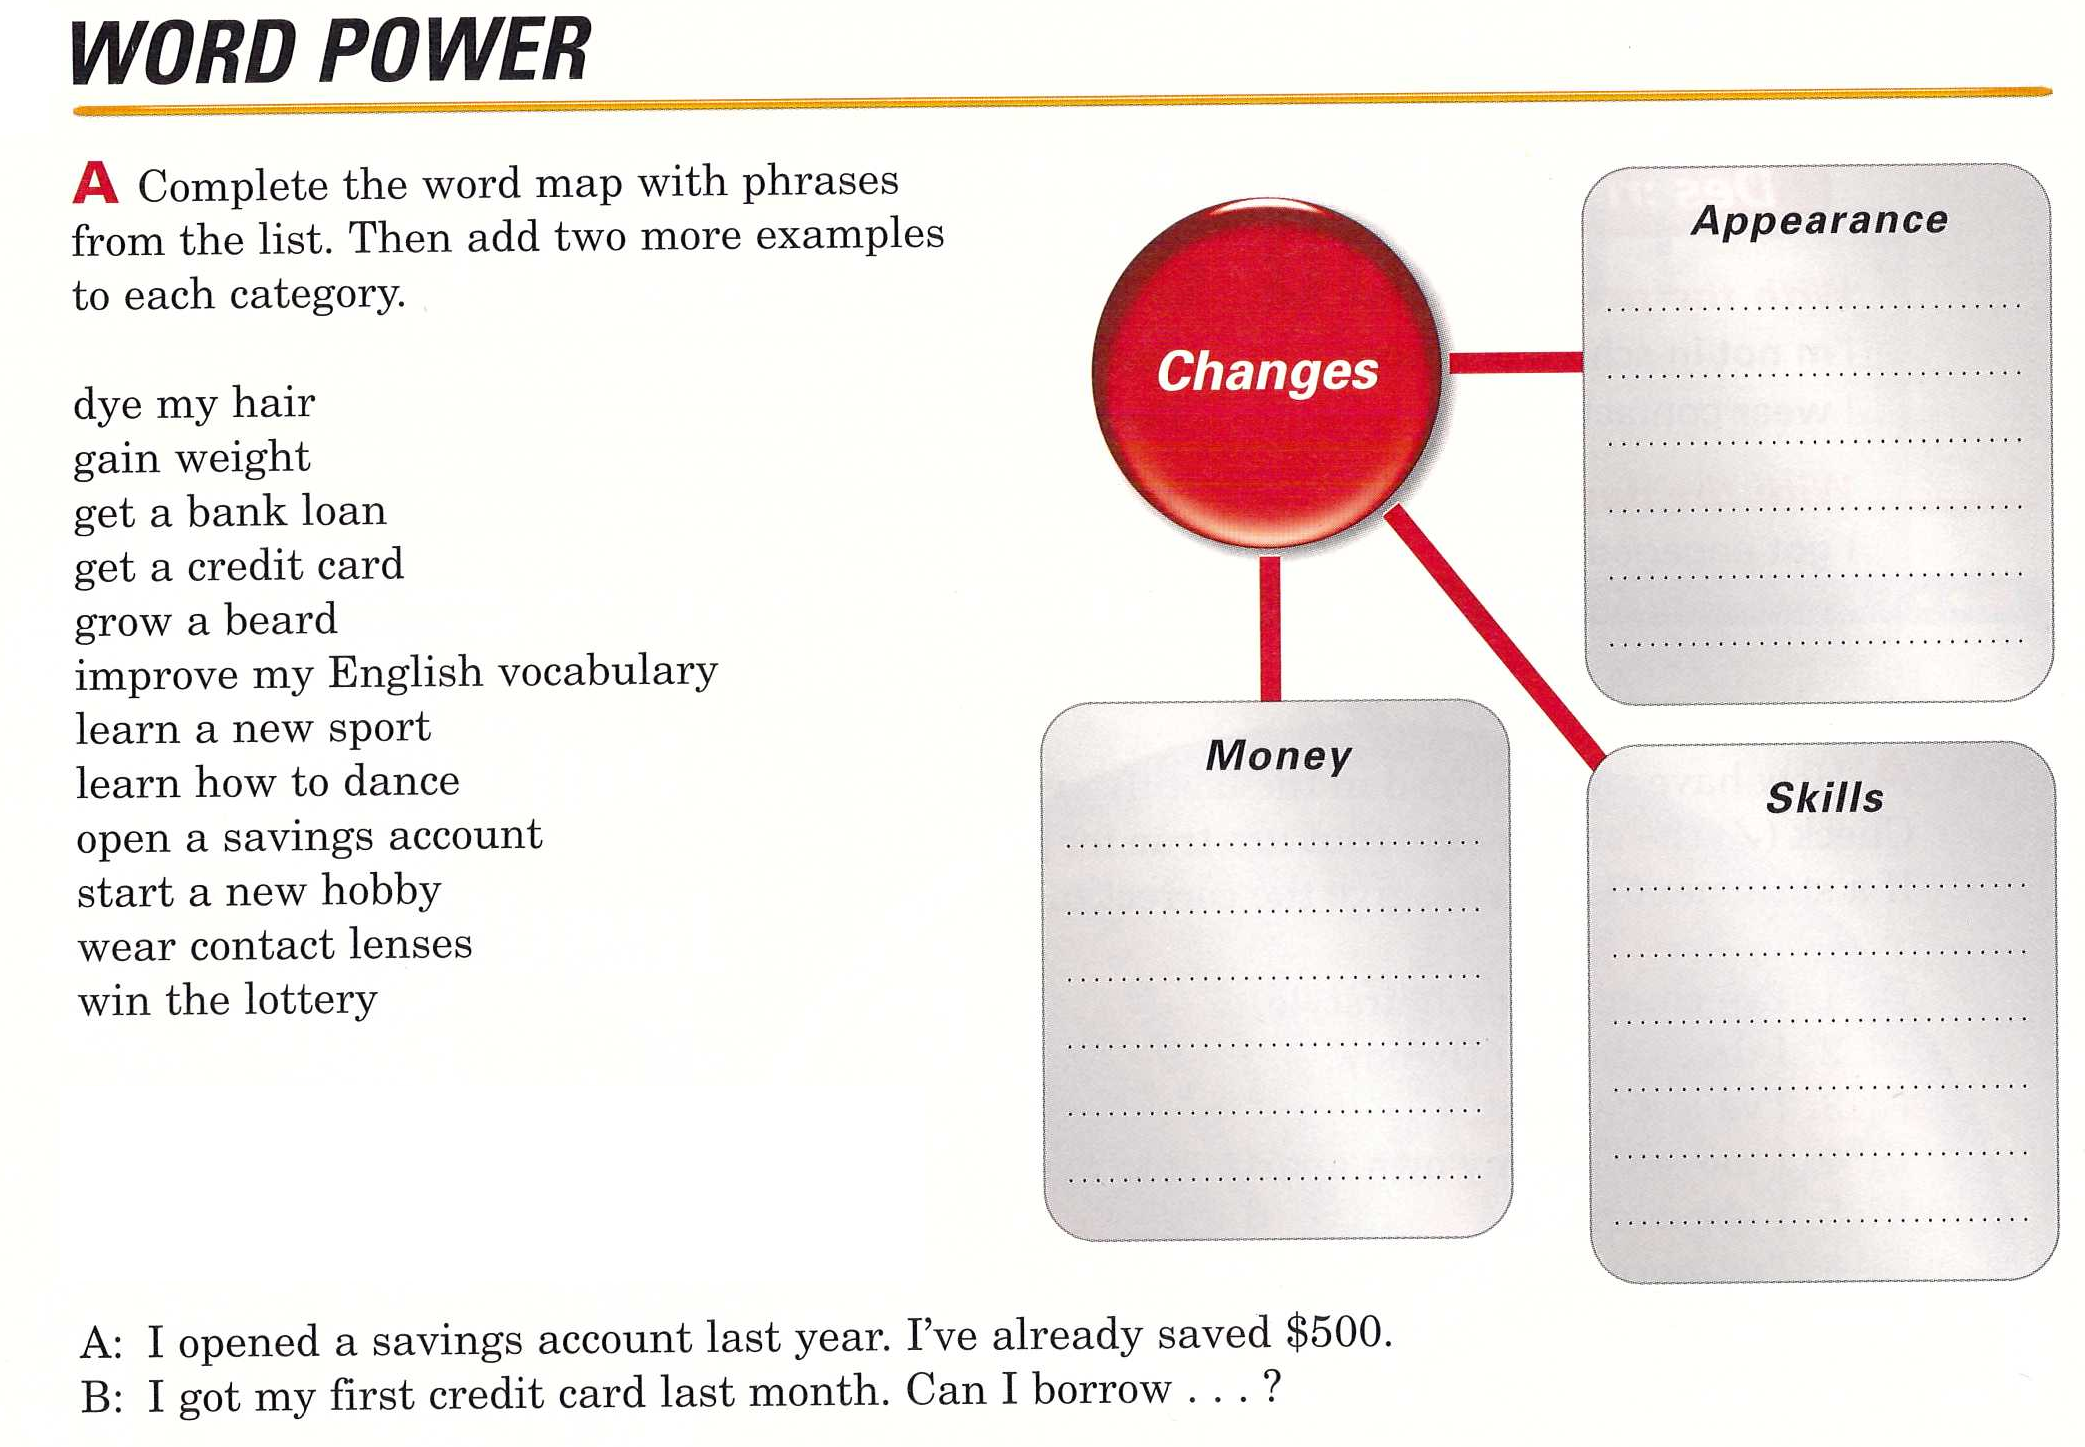 WORD POWER
A Complete the word map with phrases
from the list. Then add two more examples
to each category.
dye my hair
gain weight
get a bank loan
get a credit card
grow a beard
improve my English vocabulary
learn a new sport
learn how to dance
open a savings account
start a new hobby
wear contact lenses
win the lottery
Changes
Appearance
Money
Skills
A: I opened a savings account last year. I've already saved $500.
B: I got my first credit card last month. Can I borrow . . . ?